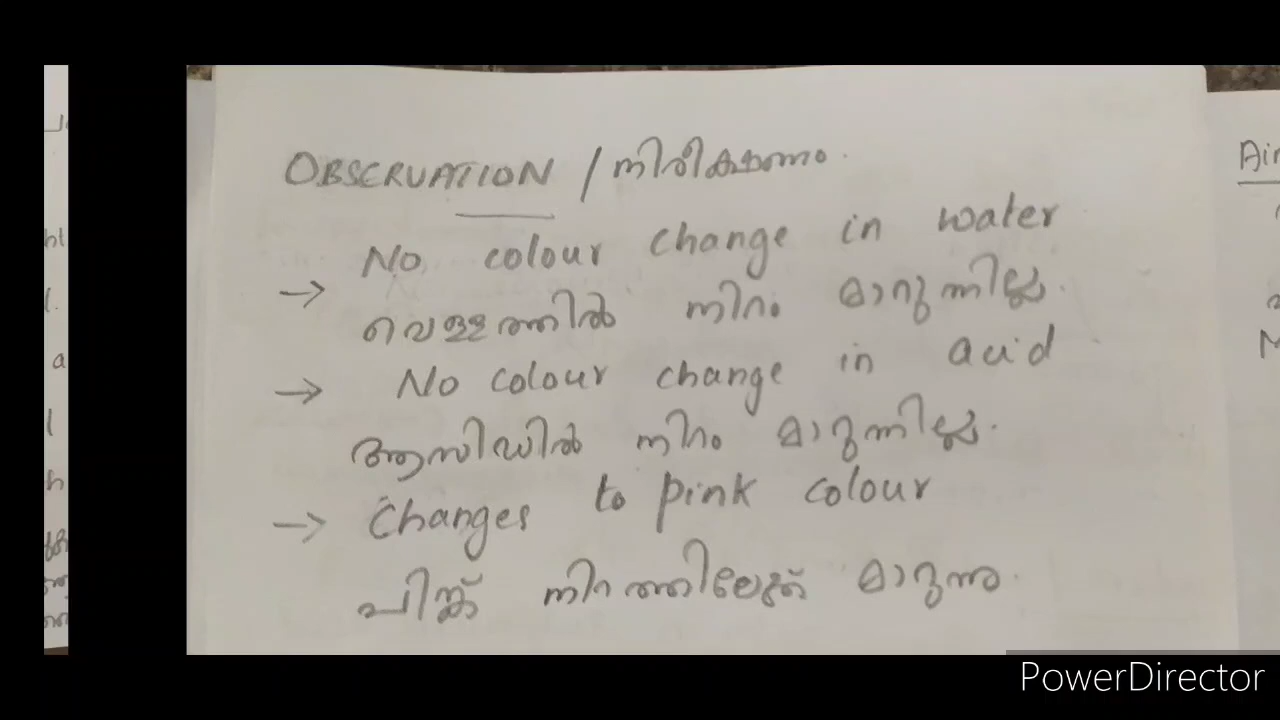 OBSERVATION / നിരീക്ഷണം.
No colour change in water
→ വെള്ളത്തിൽ നിറം മാറുന്നില്ല.
→ No colour change in acid
ആസിഡിൽ നിറം മാറുന്നില്ല.
→ Changes to pink colour
പിങ്ക് നിറത്തിലേക്ക് മാറുന്നു.
PowerDirector